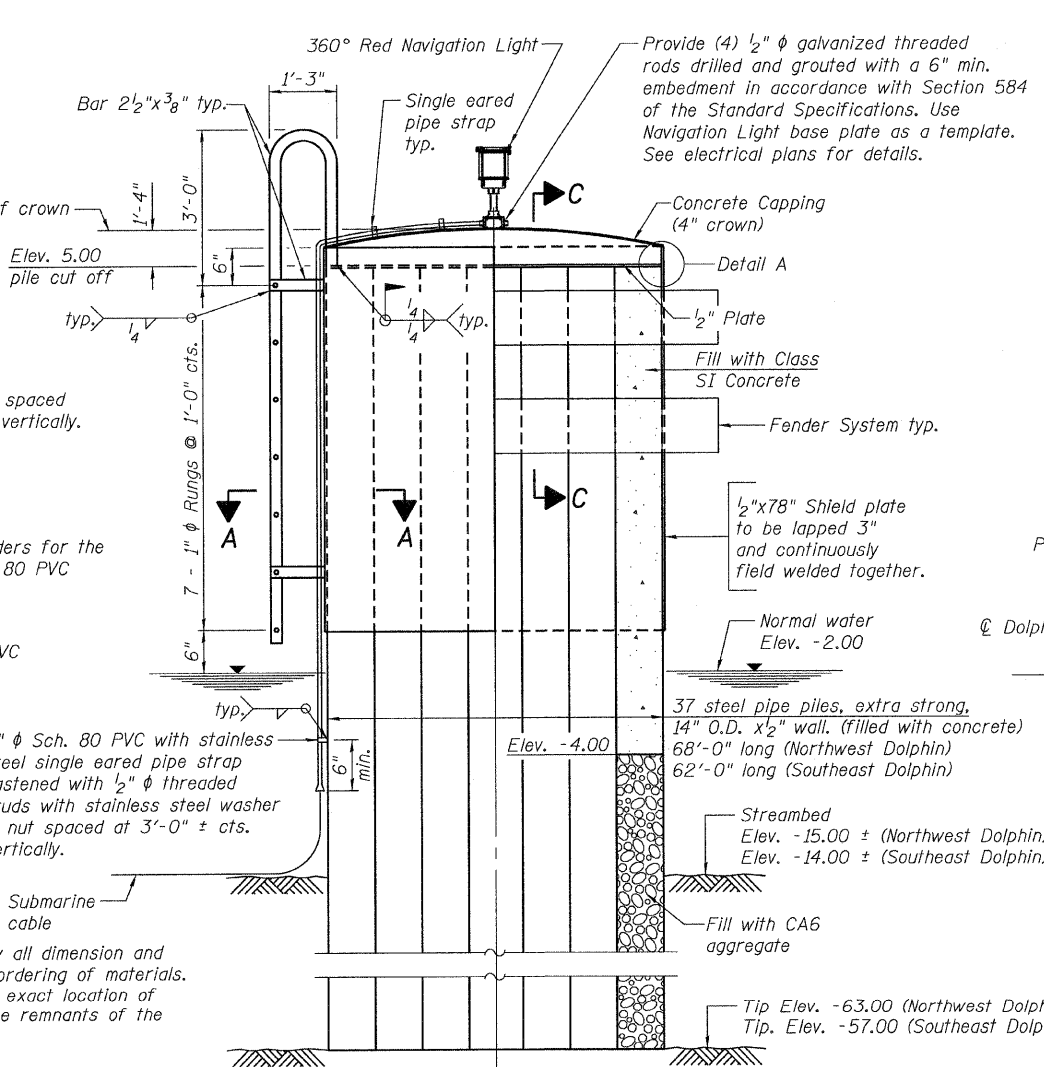 360° Red Navigation Light
Provide (4) 1/2" ϕ galvanized threaded
rods drilled and grouted with a 6" min.
embedment in accordance with Section 584
of the Standard Specifications. Use
Navigation Light base plate as a template.
See electrical plans for details.
1'-3"
Bar 2 1/2"x3/8" typ.
Single eared
pipe strap
typ.
C
f crown
1'-4"
3'-0"
Concrete Capping
(4" crown)
Elev. 5.00
pile cut off
6"
Detail A
typ.
1/4
1/4
1/4
typ.
1/2" Plate
Fill with Class
SI Concrete
spaced
vertically.
7 - 1" ϕ Rungs @ 1'-0" cts.
Fender System typ.
A
A
C
1/2"x78" Shield plate
to be lapped 3"
and continuously
field welded together.
ders for the
80 PVC
P
Normal water
Elev. -2.00
℄ Dolph
VC
6"
typ.
37 steel pipe piles, extra strong,
14" O.D. x1/2" wall. (filled with concrete)
68'-0" long (Northwest Dolphin)
62'-0" long (Southeast Dolphin)
Elev. -4.00
" ϕ Sch. 80 PVC with stainless
teel single eared pipe strap
astened with 1/2" ϕ threaded
tuds with stainless steel washer
nut spaced at 3'-0" ± cts.
ertically.
6"
min.
Streambed
Elev. -15.00 ± (Northwest Dolphin
Elev. -14.00 ± (Southeast Dolphin
Submarine
cable
Fill with CA6
aggregate
y all dimension and
ordering of materials.
exact location of
e remnants of the
Tip Elev. -63.00 (Northwest Dolph
Tip. Elev. -57.00 (Southeast Dolp